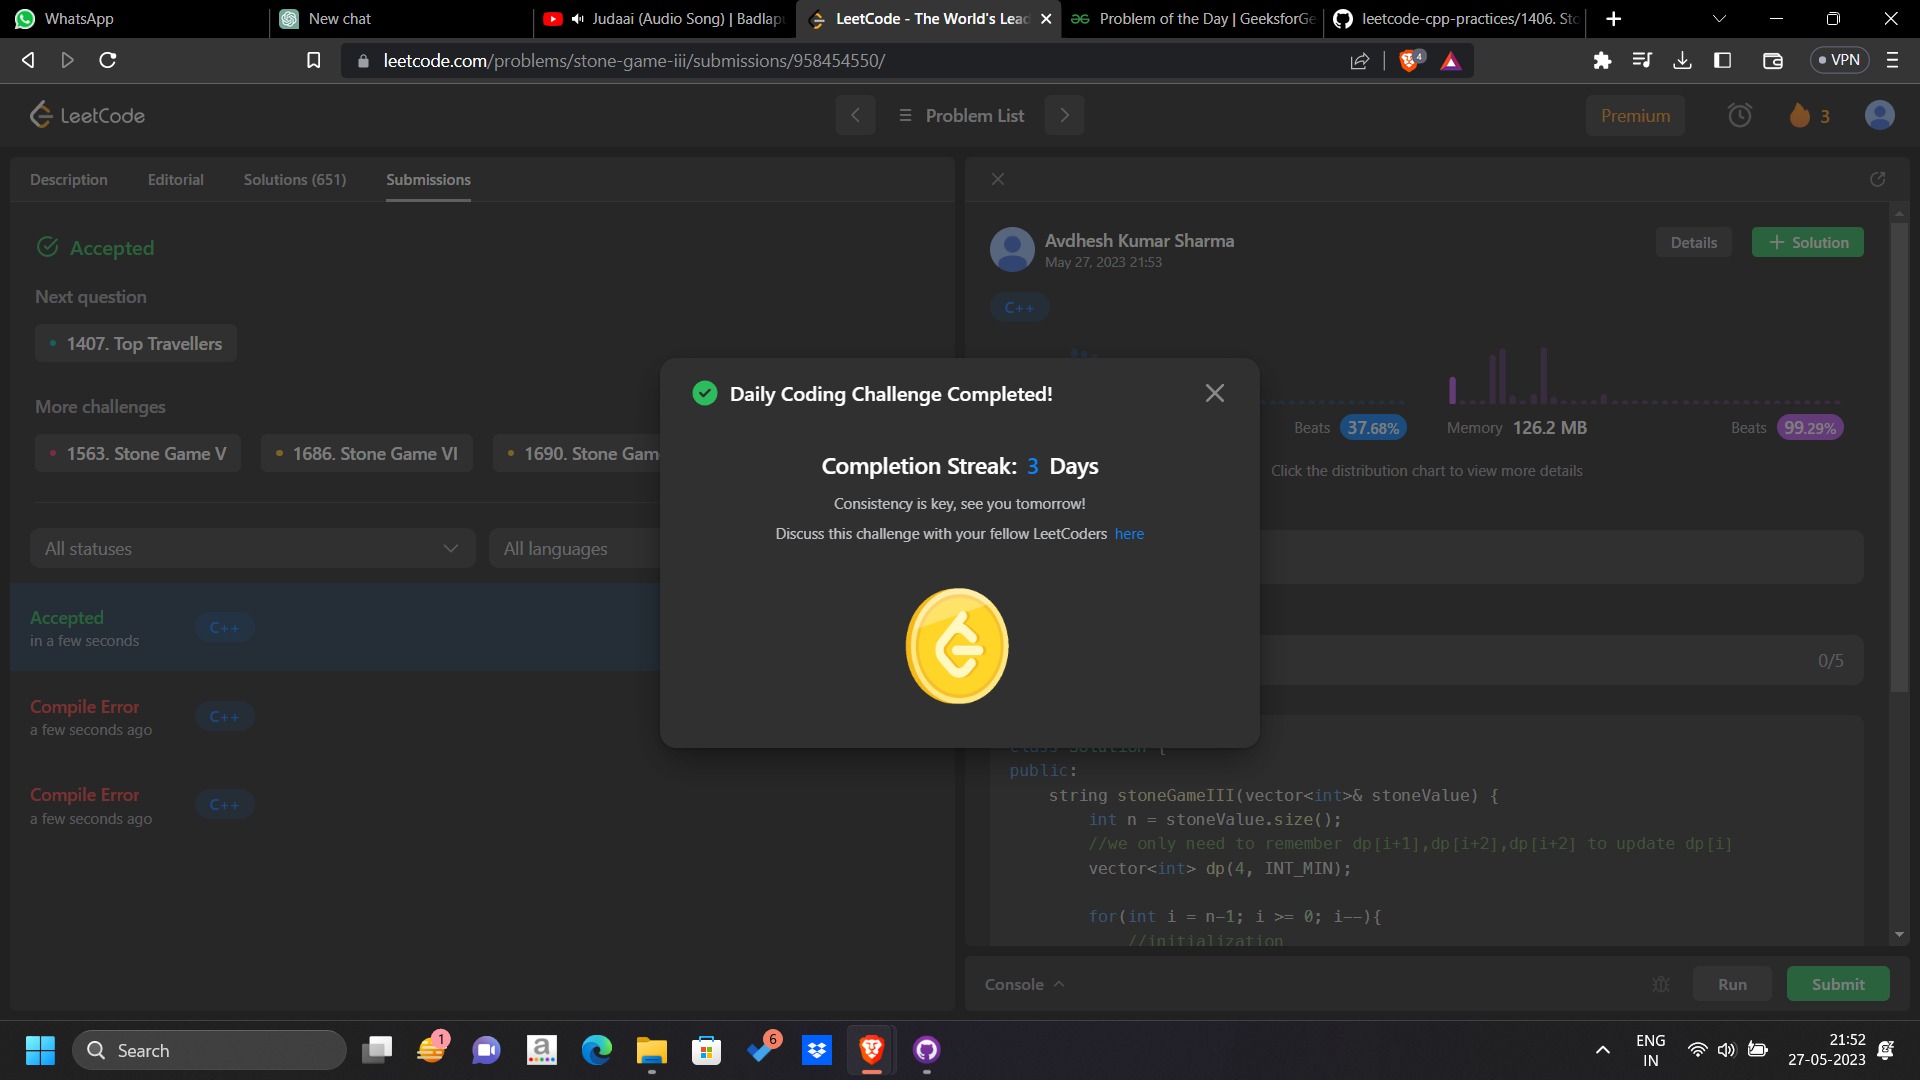 WhatsApp
New chat
Judaai (Audio Song) | Badlapu
LeetCode - The World's Lead
Problem of the Day | GeeksforGe
leetcode-cpp-practices/1406. Sto
leetcode.com/problems/stone-game-iii/submissions/958454550/
4
VPN
LeetCode
Problem List
Premium
3
Description
Editorial
Solutions (651)
Submissions
Accepted
Next question
1407. Top Travellers
More challenges
1563. Stone Game V
1686. Stone Game VI
1690. Stone Gam
All statuses
All languages
Accepted
in a few seconds
C++
Compile Error
a few seconds ago
C++
Compile Error
a few seconds ago
C++
Avdhesh Kumar Sharma
May 27, 2023 21:53
Details
Solution
C++
Beats 37.68%
Memory 126.2 MB
Beats 99.29%
Click the distribution chart to view more details
Daily Coding Challenge Completed!
Completion Streak: 3 Days
Consistency is key, see you tomorrow!
Discuss this challenge with your fellow LeetCoders here
0/5
class Solution {
public:
string stoneGameIII(vector<int>& stoneValue) {
int n = stoneValue.size();
//we only need to remember dp[i+1],dp[i+2],dp[i+2] to update dp[i]
vector<int> dp(4, INT_MIN);
for(int i = n-1; i >= 0; i--){
//initialization
Console
Run
Submit
Search
1
a
6
ENG
IN
21:52
27-05-2023